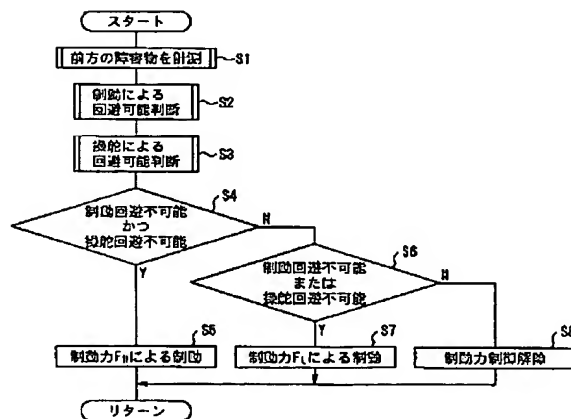 スタート
前方の障害物を計測
S1
制動による
回避可能判断
S2
操舵による
回避可能判断
S3
制動回避不可能
かつ
操舵回避不可能
S4
N
Y
制動回避不可能
または
操舵回避不可能
S6
N
Y
制動力FHによる制動
S5
制動力FLによる制動
S7
制動力制御解除
S8
リターン